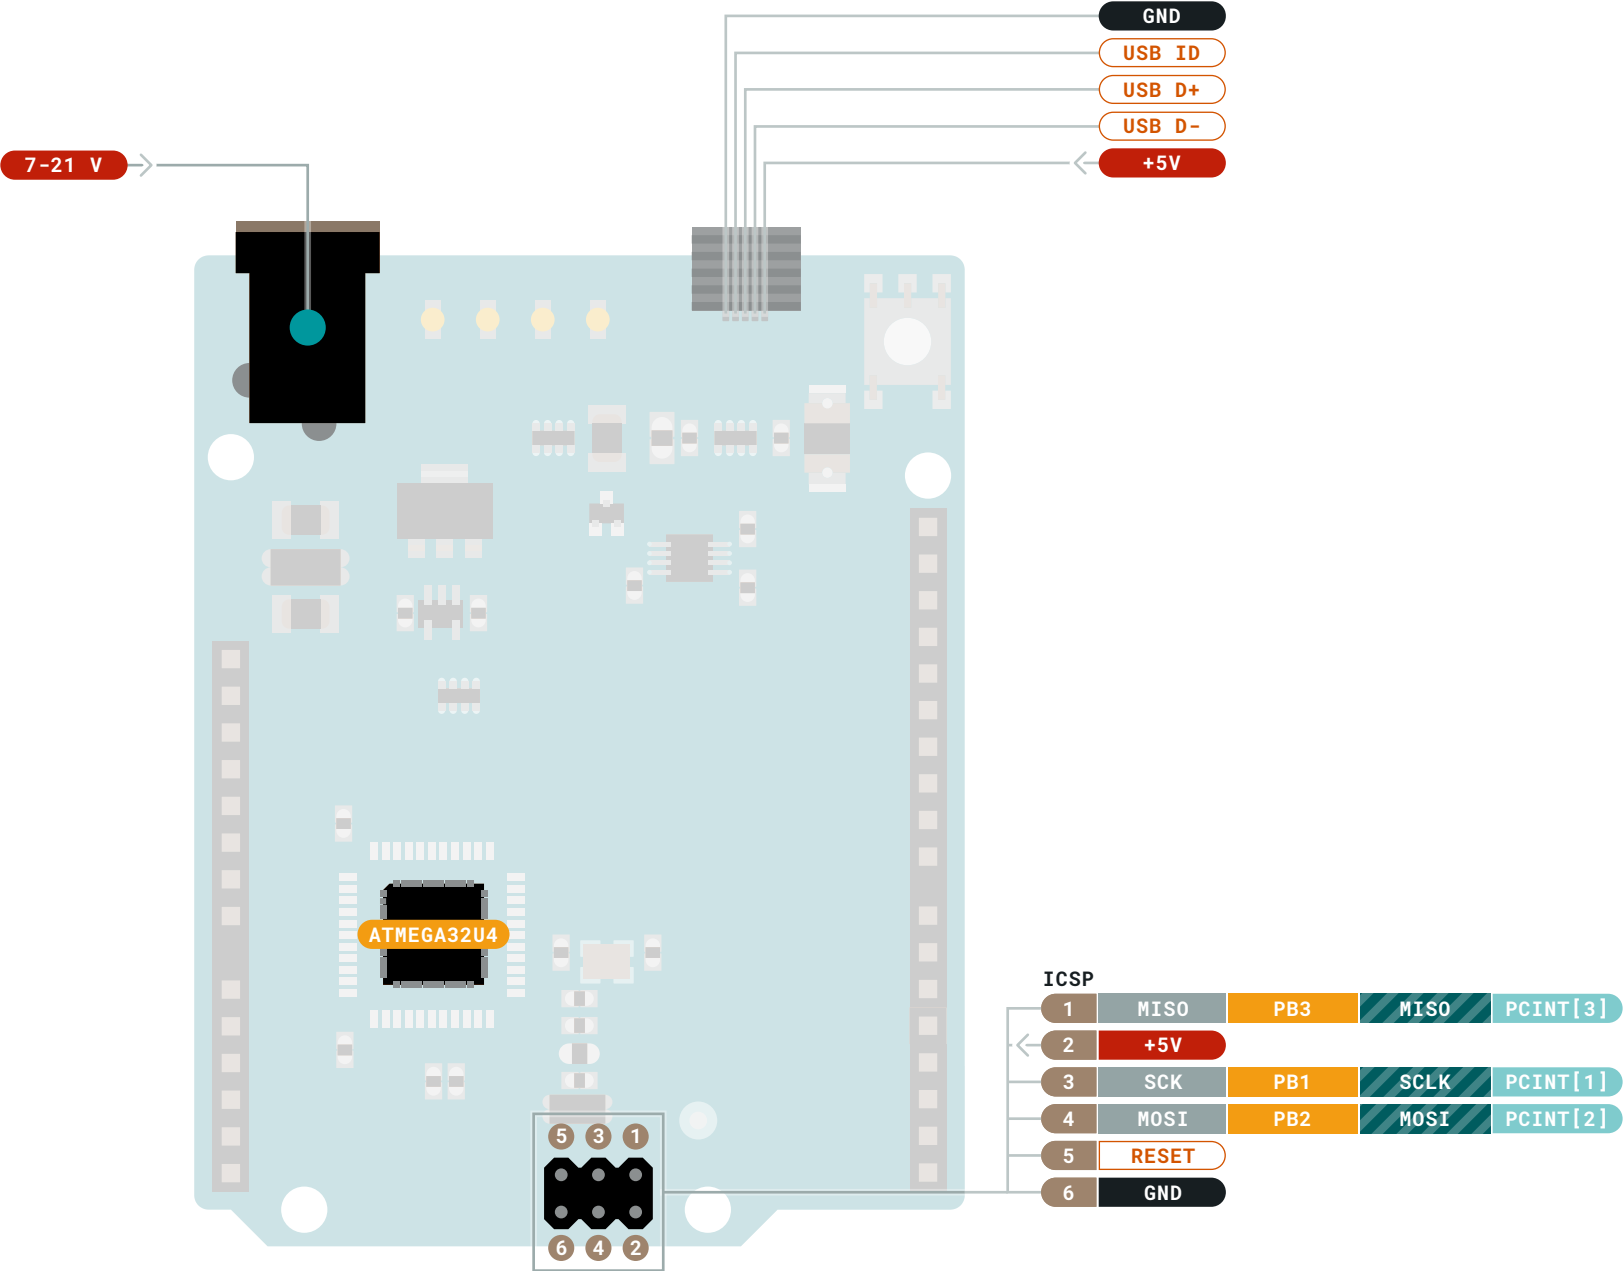 GND
USB ID
USB D+
USB D-
7-21 V
+5V
ATMEGA32U4
ICSP
1 MISO PB3 MISO PCINT[3]
2 +5V
3 SCK PB1 SCLK PCINT[1]
4 MOSI PB2 MOSI PCINT[2]
5 RESET
6 GND
5 3 1
6 4 2